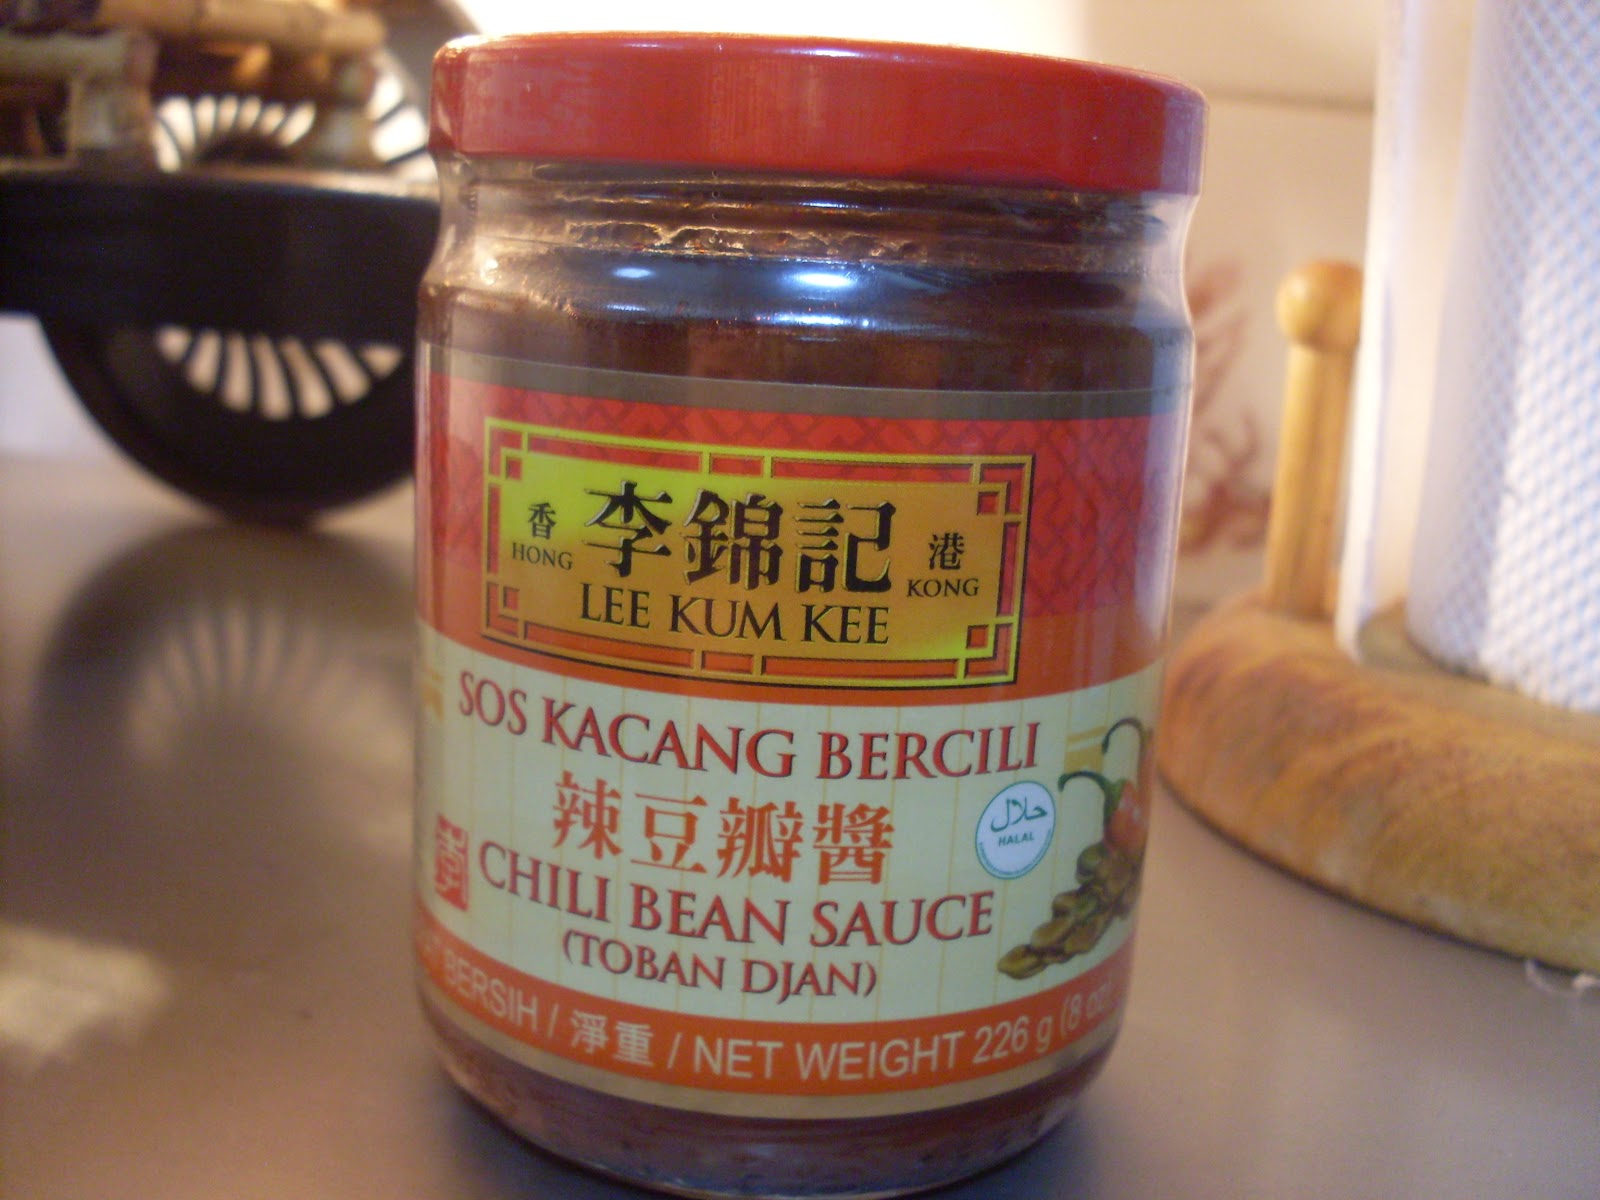 香 李錦記 港
HONG LEE KUM KEE KONG
SOS KACANG BERCILI
辣豆瓣醬
حلال
HALAL
CHILI BEAN SAUCE
(TOBAN DJAN)
BERSIH / 淨重 / NET WEIGHT 226 g (8 oz)